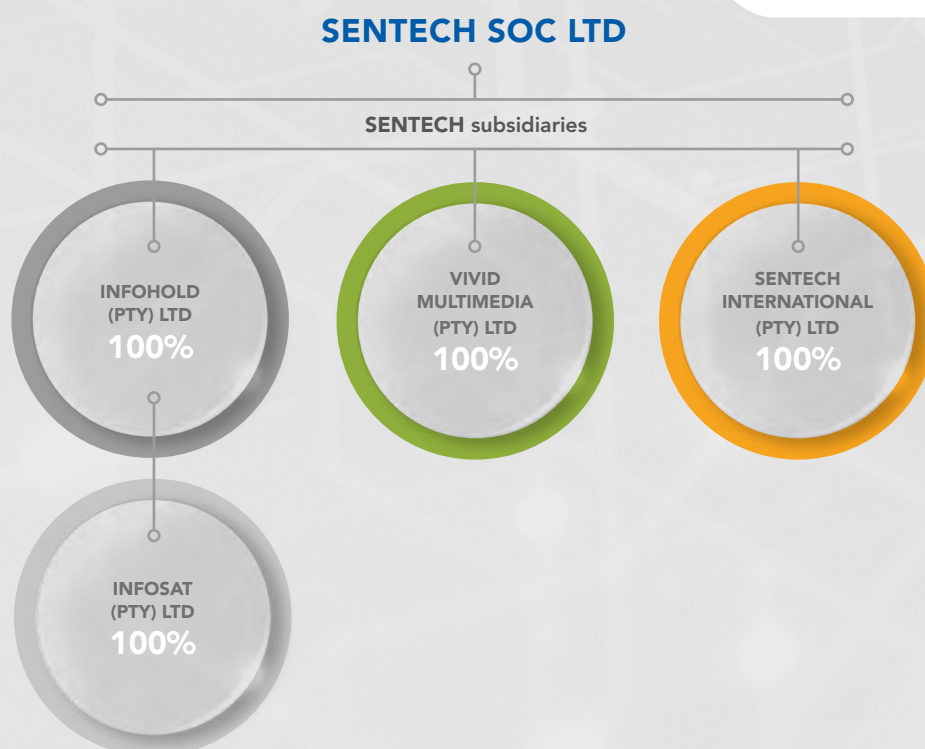 SENTECH SOC LTD
SENTECH subsidiaries
INFOHOLD
(PTY) LTD
100%
VIVID
MULTIMEDIA
(PTY) LTD
100%
SENTECH
INTERNATIONAL
(PTY) LTD
100%
INFOSAT
(PTY) LTD
100%